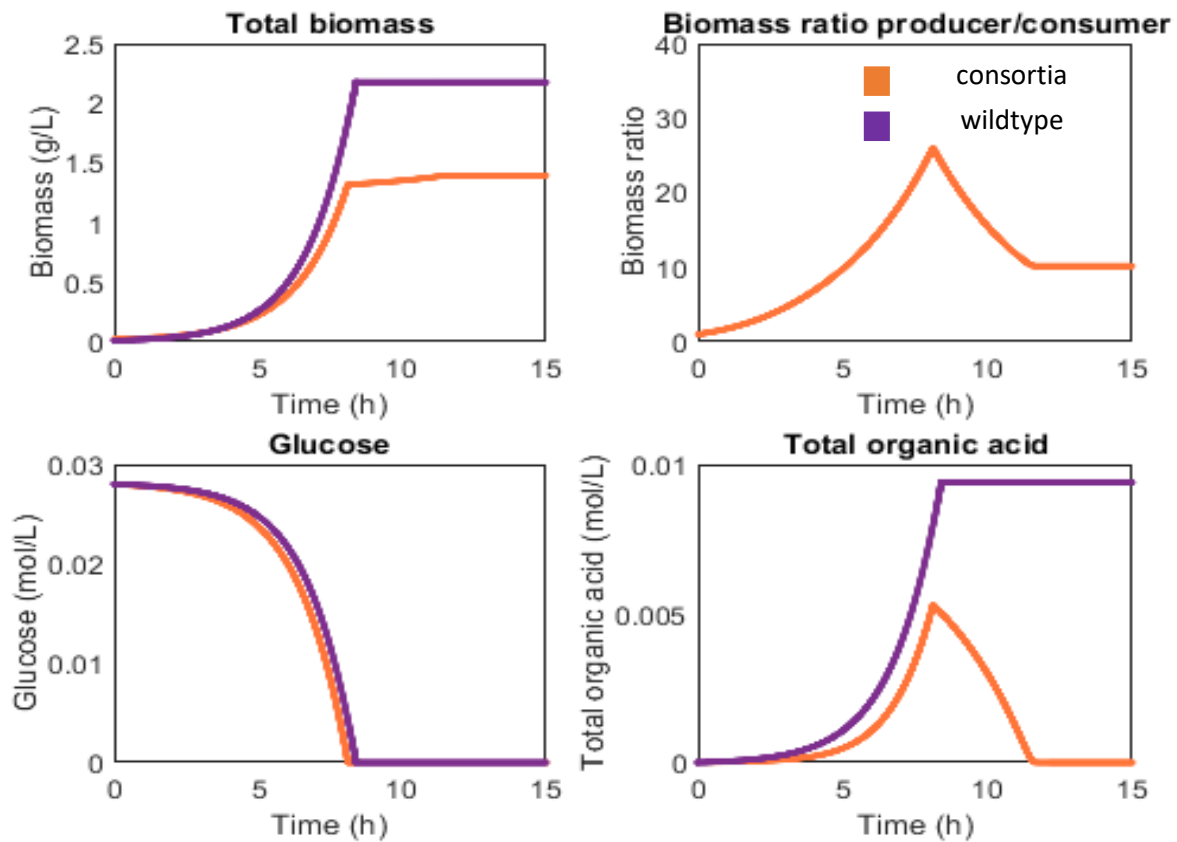 Total biomass
Biomass (g/L)
2.5
2
1.5
1
0.5
0
0
5
10
15
Time (h)
Biomass ratio producer/consumer
Biomass ratio
40
30
20
10
0
consortia
wildtype
0
5
10
15
Time (h)
Glucose
Glucose (mol/L)
0.03
0.02
0.01
0
0
5
10
15
Time (h)
Total organic acid
Total organic acid (mol/L)
0.01
0.005
0
0
5
10
15
Time (h)